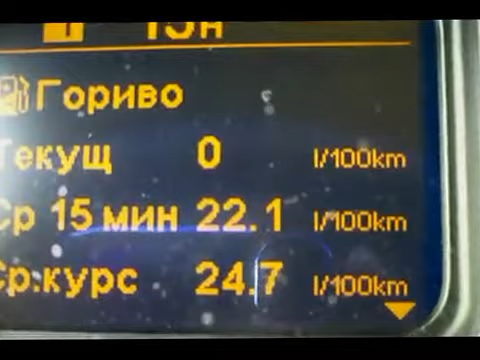 Гориво
Текущ 0 l/100km
Ср 15 мин 22.1 l/100km
Ср.курс 24.7 l/100km